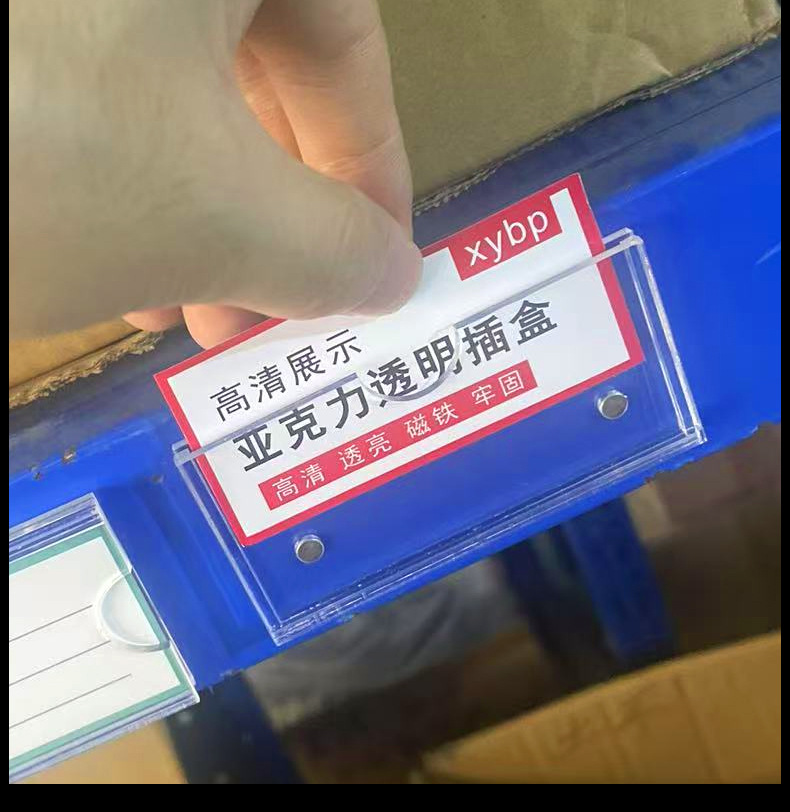 xybp
高清展示
亚克力透明插盒
高清 透亮 磁铁 牢固